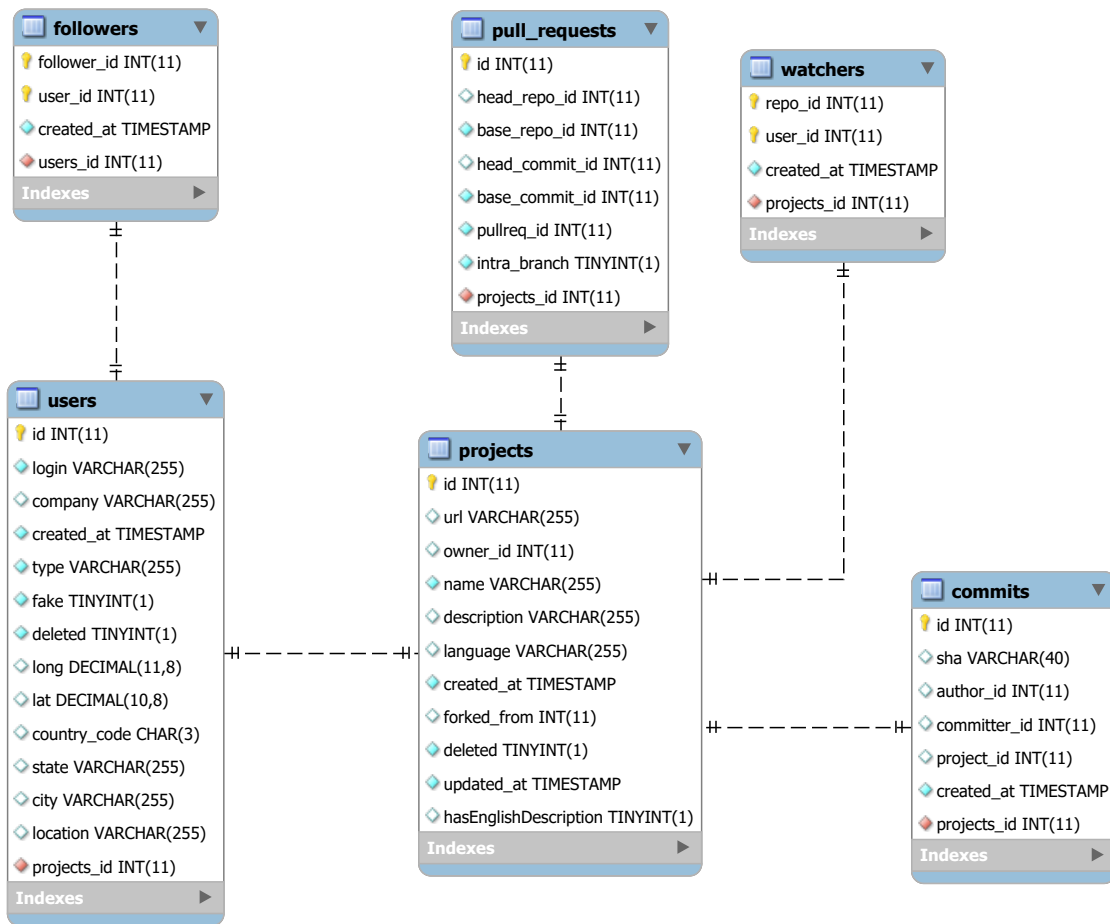 followers
follower_id INT(11)
user_id INT(11)
created_at TIMESTAMP
users_id INT(11)
Indexes
pull_requests
id INT(11)
head_repo_id INT(11)
base_repo_id INT(11)
head_commit_id INT(11)
base_commit_id INT(11)
pullreq_id INT(11)
intra_branch TINYINT(1)
projects_id INT(11)
Indexes
watchers
repo_id INT(11)
user_id INT(11)
created_at TIMESTAMP
projects_id INT(11)
Indexes
users
id INT(11)
login VARCHAR(255)
company VARCHAR(255)
created_at TIMESTAMP
type VARCHAR(255)
fake TINYINT(1)
deleted TINYINT(1)
long DECIMAL(11,8)
lat DECIMAL(10,8)
country_code CHAR(3)
state VARCHAR(255)
city VARCHAR(255)
location VARCHAR(255)
projects_id INT(11)
Indexes
projects
id INT(11)
url VARCHAR(255)
owner_id INT(11)
name VARCHAR(255)
description VARCHAR(255)
language VARCHAR(255)
created_at TIMESTAMP
forked_from INT(11)
deleted TINYINT(1)
updated_at TIMESTAMP
hasEnglishDescription TINYINT(1)
Indexes
commits
id INT(11)
sha VARCHAR(40)
author_id INT(11)
committer_id INT(11)
project_id INT(11)
created_at TIMESTAMP
projects_id INT(11)
Indexes